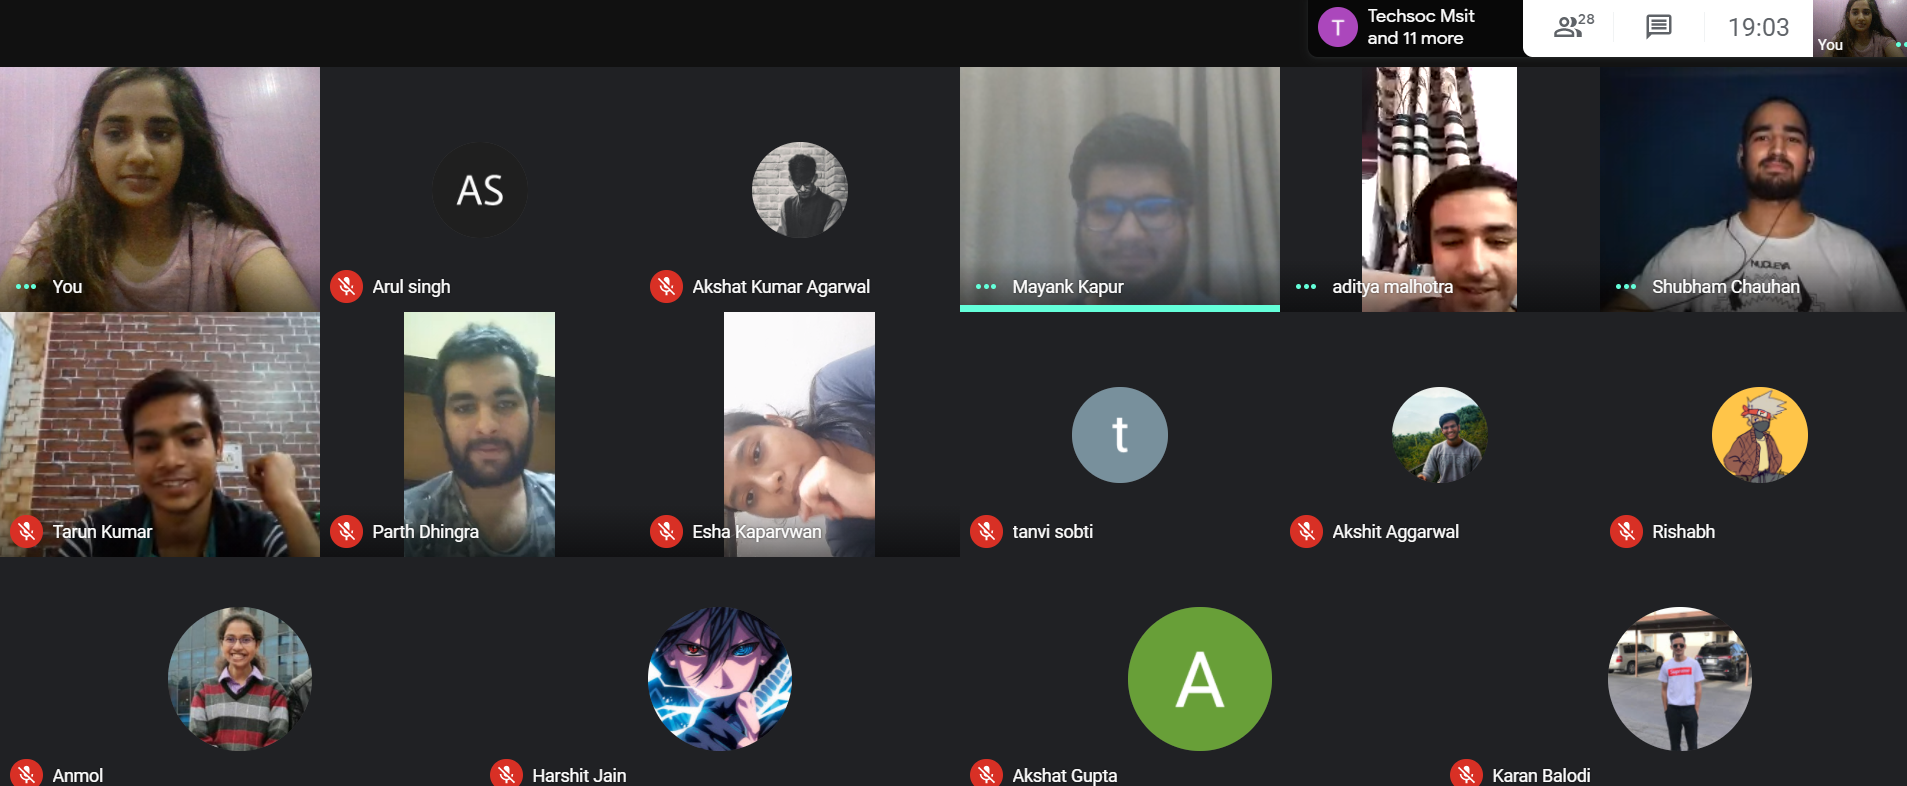 Techsoc Msit
and 11 more
T
28
19:03
You
You
AS
Arul singh
Akshat Kumar Agarwal
Mayank Kapur
aditya malhotra
NUCLEYA
Shubham Chauhan
Tarun Kumar
Parth Dhingra
Esha Kaparvwan
t
tanvi sobti
Akshit Aggarwal
Rishabh
Anmol
Harshit Jain
A
Akshat Gupta
Supreme
Karan Balodi